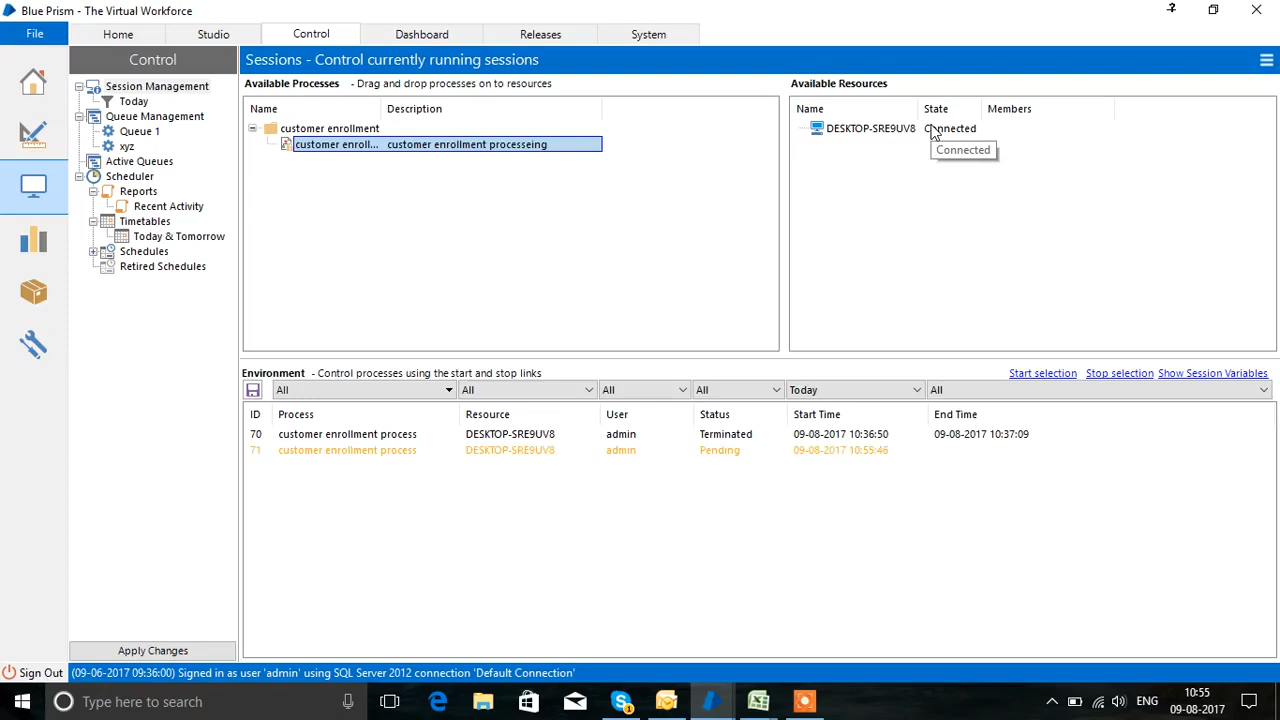 Blue Prism - The Virtual Workforce
File
Home
Studio
Control
Dashboard
Releases
System
Control
Sessions - Control currently running sessions
Session Management
Today
Queue Management
Queue 1
xyz
Active Queues
Scheduler
Reports
Recent Activity
Timetables
Today & Tomorrow
Schedules
Retired Schedules
Apply Changes
Available Processes - Drag and drop processes on to resources
Name Description
customer enrollment
customer enroll... customer enrollment processeing
Available Resources
Name State Members
DESKTOP-SRE9UV8 Connected
Connected
Environment - Control processes using the start and stop links
Start selection Stop selection Show Session Variables
All All All All Today All
ID Process Resource User Status Start Time End Time
70 customer enrollment process DESKTOP-SRE9UV8 admin Terminated 09-08-2017 10:36:50 09-08-2017 10:37:09
71 customer enrollment process DESKTOP-SRE9UV8 admin Pending 09-08-2017 10:55:46
Sign Out (09-06-2017 09:36:00) Signed in as user 'admin' using SQL Server 2012 connection 'Default Connection'
Type here to search
ENG
10:55
09-08-2017